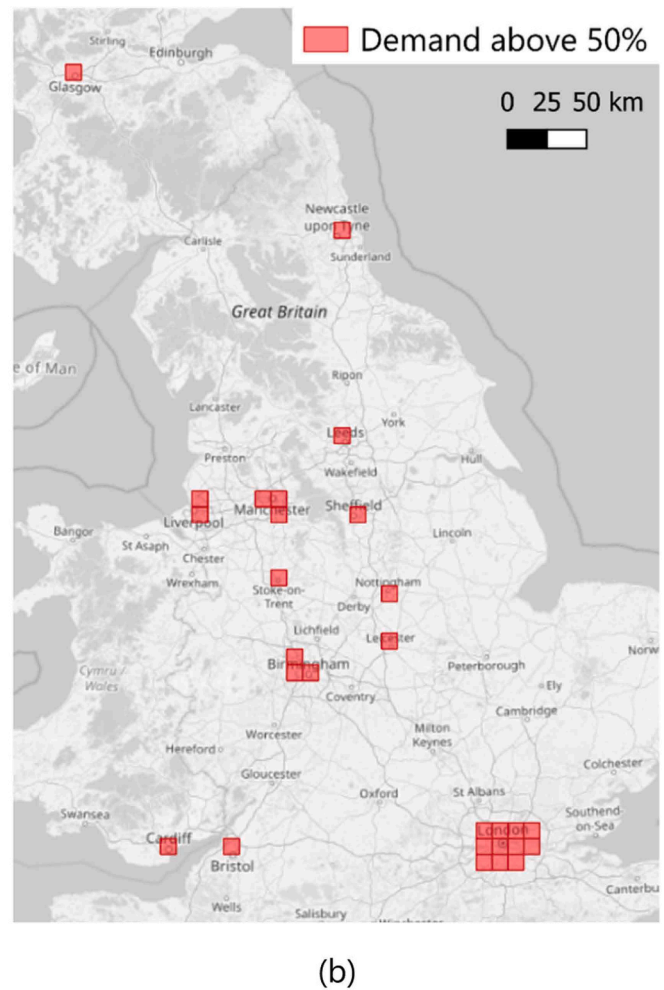 Demand above 50%
0 25 50 km
Stirling
Edinburgh
Glasgow
Newcastle
upon Tyne
Carlisle
Sunderland
Great Britain
e of Man
Ripon
Lancaster
York
Leeds
Preston
Hull
Wakefield
Manchester
Sheffield
Liverpool
Bangor
Lincoln
St Asaph
Chester
Wrexham
Nottingham
Stoke-on-
Trent
Derby
Lichfield
Leicester
Birmingham
Peterborough
Norw
Cymru /
Wales
Ely
Coventry
Cambridge
Worcester
Milton
Keynes
Hereford
Colchester
Gloucester
Oxford
St Albans
Swansea
Southend-
on-Sea
London
Cardiff
Bristol
Canterbu
Wells
Salisbury
Winchester
(b)